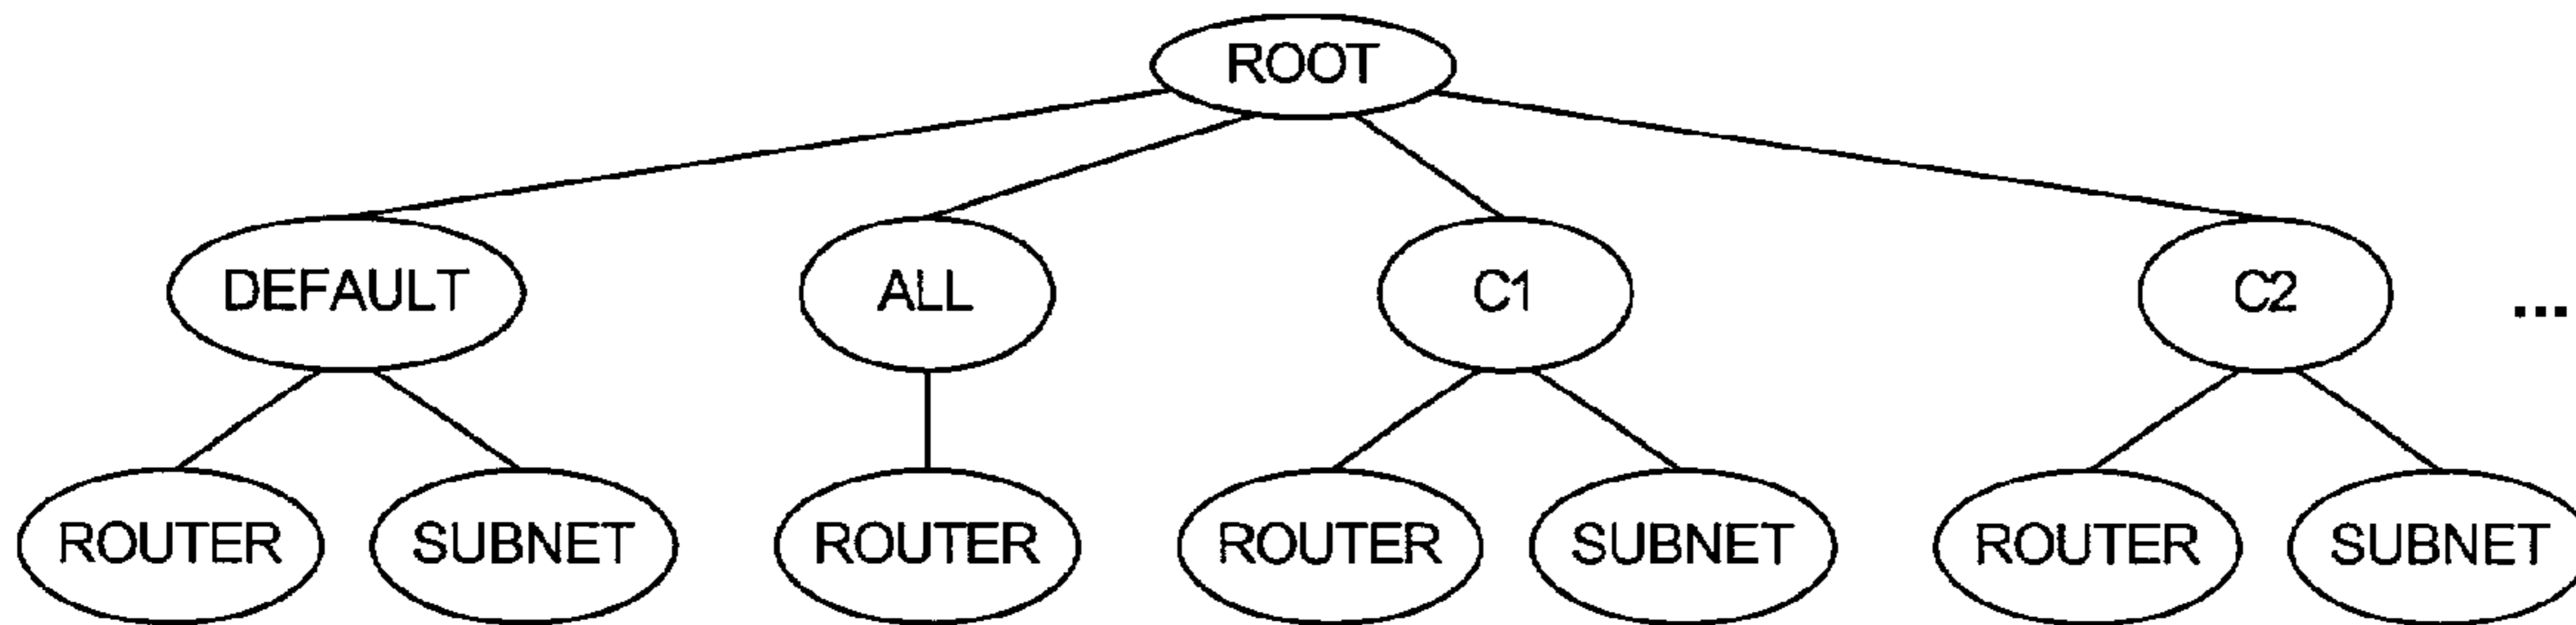 ROOT
DEFAULT ALL C1 C2 ...
ROUTER SUBNET ROUTER ROUTER SUBNET ROUTER SUBNET